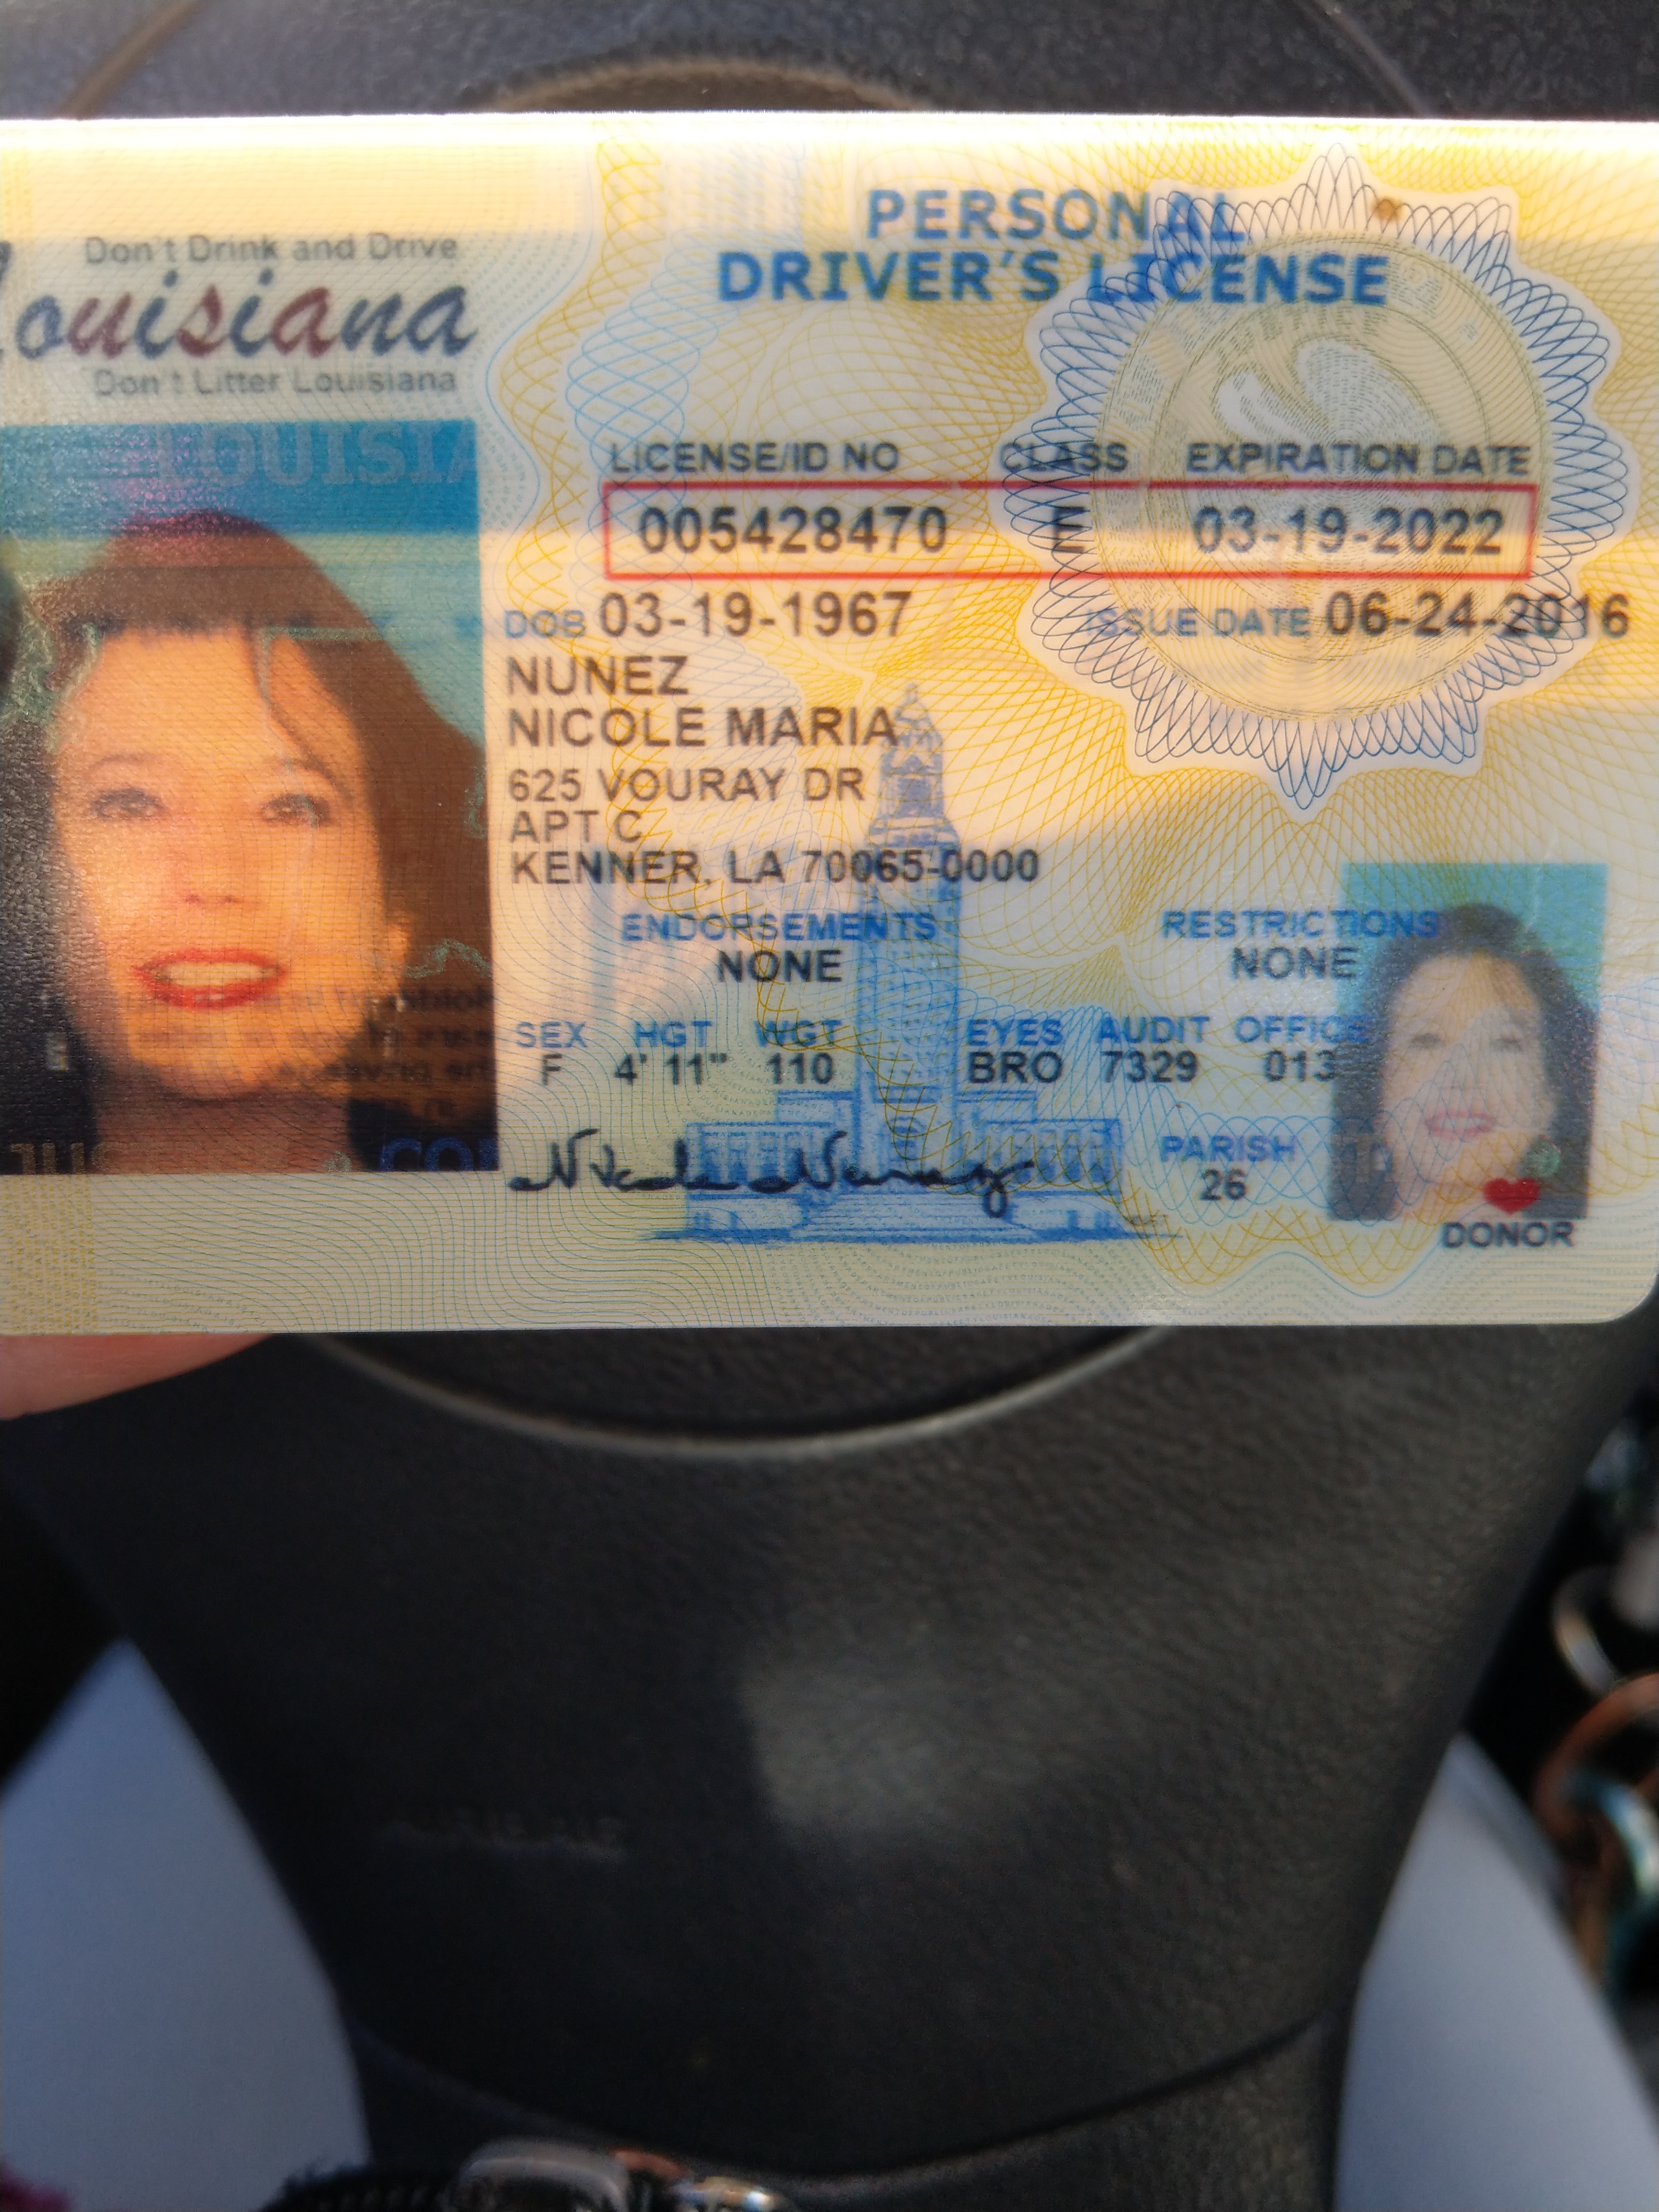 Don't Drink and Drive
Louisiana
Don't Litter Louisiana
PERSONAL
DRIVER'S LICENSE
LICENSE/ID NO CLASS EXPIRATION DATE
005428470 E 03-19-2022
DOB 03-19-1967 ISSUE DATE 06-24-2016
NUNEZ
NICOLE MARIA
625 VOURAY DR
APT C
KENNER, LA 70065-0000
ENDORSEMENTS RESTRICTIONS
NONE NONE
SEX HGT WGT EYES AUDIT OFFICE
F 4' 11" 110 BRO 7329 013
Nicole Nunez
PARISH
26
DONOR